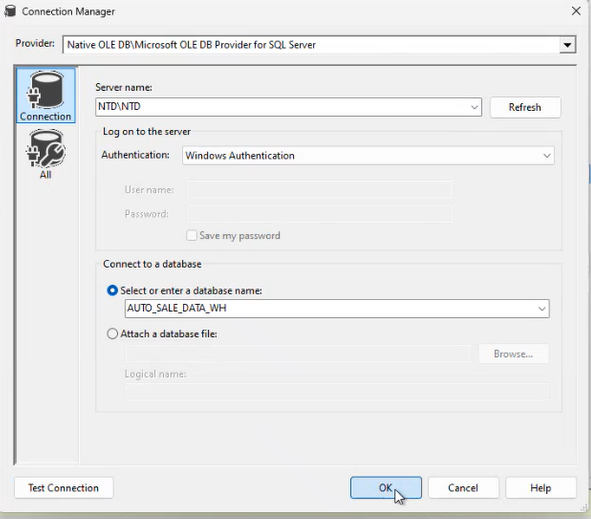 Connection Manager
Provider: Native OLE DB\Microsoft OLE DB Provider for SQL Server
Connection
All
Server name:
NTD\NTD
Refresh
Log on to the server
Authentication: Windows Authentication
User name:
Password:
Save my password
Connect to a database
Select or enter a database name:
AUTO_SALE_DATA_WH
Attach a database file:
Browse...
Logical name:
Test Connection OK Cancel Help